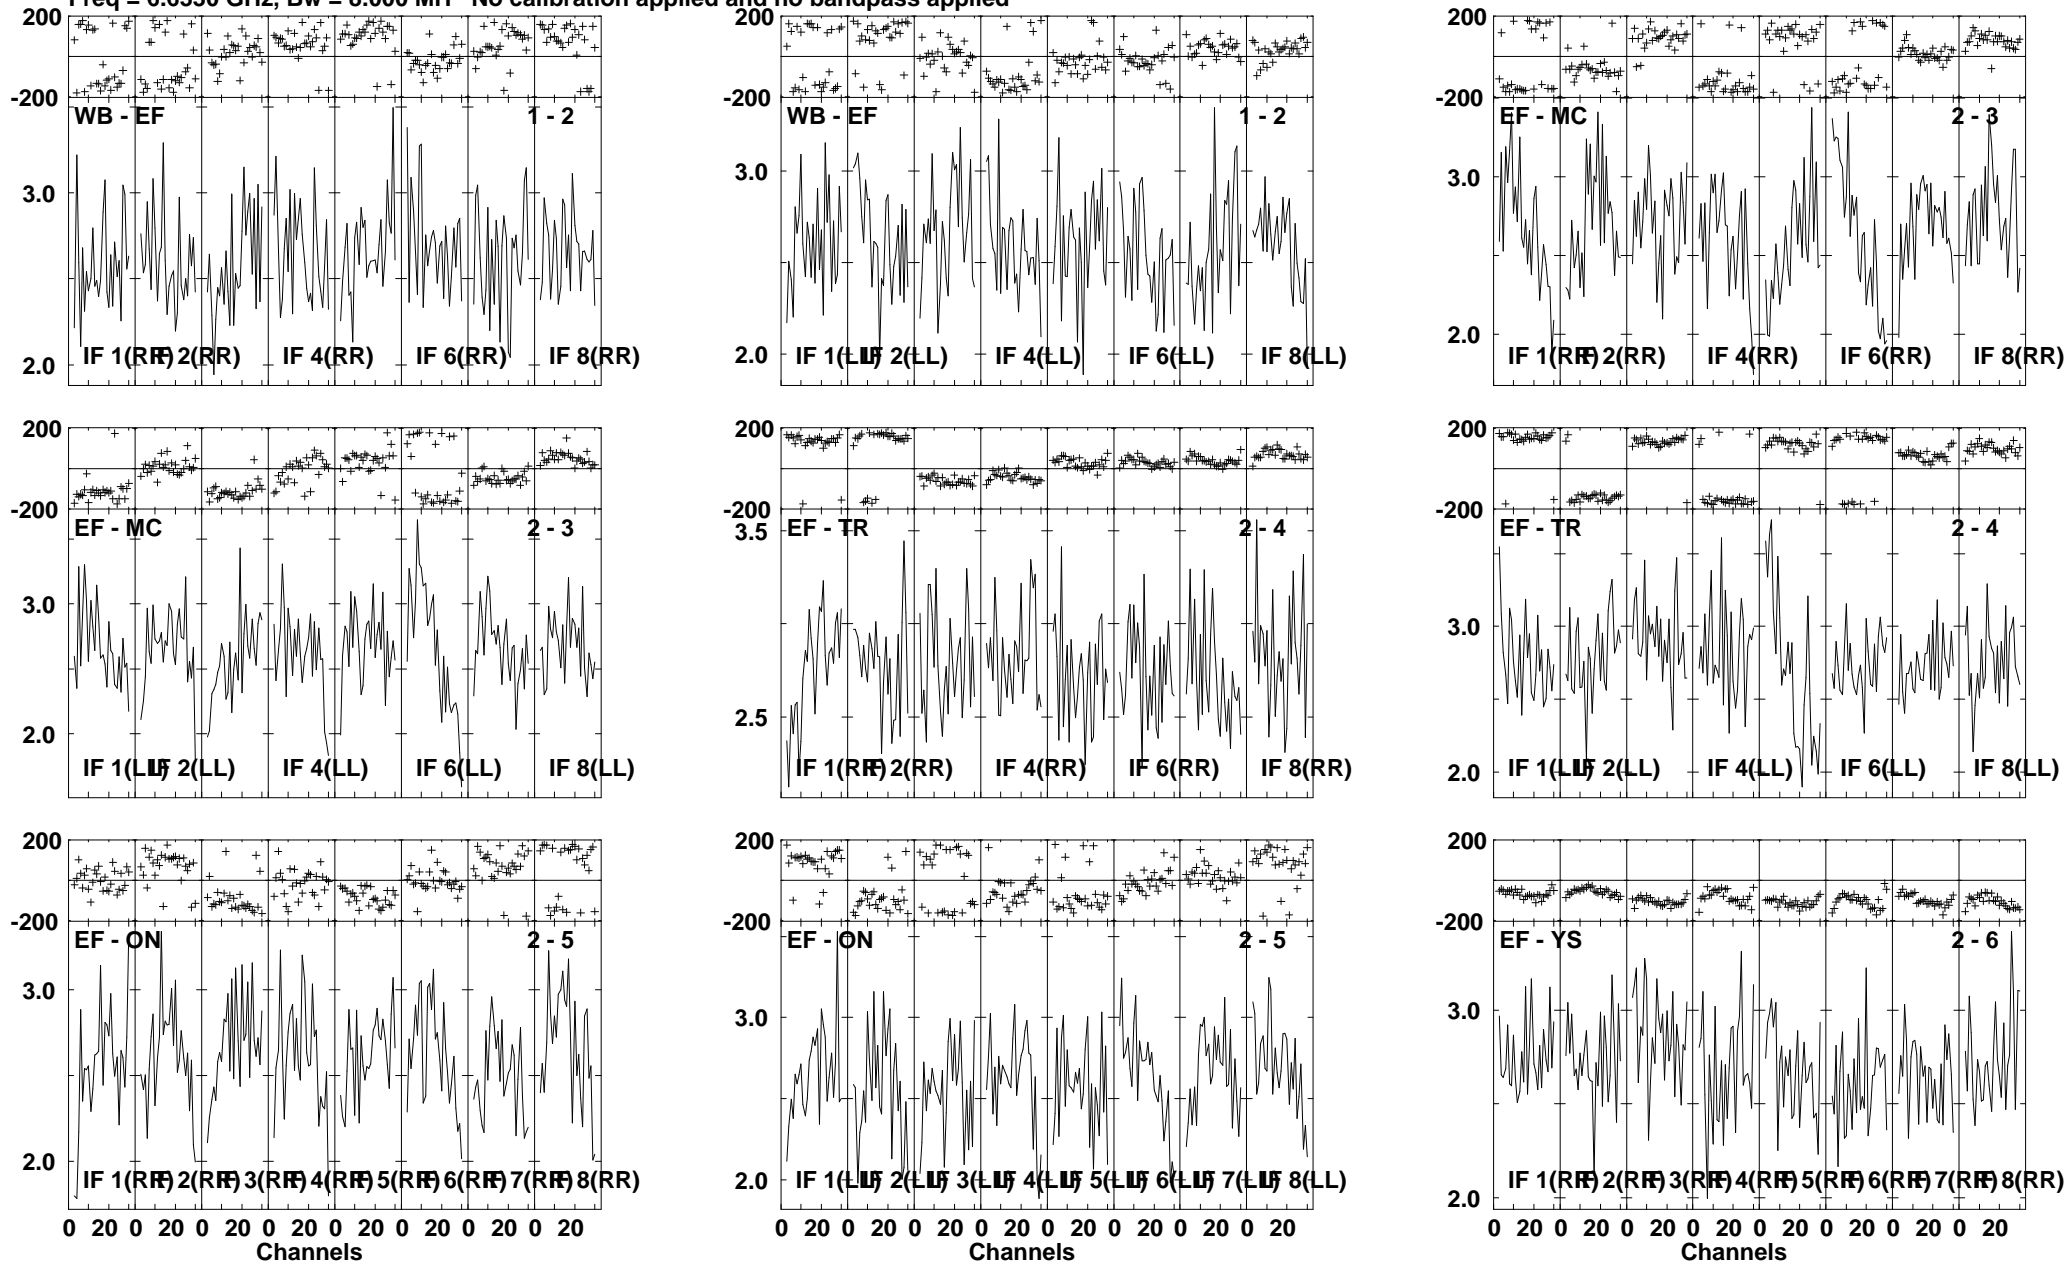 Freq = GHz, Bw = 8.000 No calibration applied and no bandpass applied
200
-200
WB - EF 1 - 2
3.0
2.0
IF 1(RR) IF 2(RR) IF 4(RR) IF 6(RR) IF 8(RR)
WB - EF 1 - 2
3.0
2.0
IF 1(LL) IF 2(LL) IF 4(LL) IF 6(LL) IF 8(LL)
200
-200
EF - MC 2 - 3
3.0
2.0
IF 1(RR) IF 2(RR) IF 4(RR) IF 6(RR) IF 8(RR)
200
-200
EF - MC 2 - 3
3.0
2.0
IF 1(LL) IF 2(LL) IF 4(LL) IF 6(LL) IF 8(LL)
200
-200
3.5
EF - TR 2 - 4
2.5
IF 1(RR) IF 2(RR) IF 4(RR) IF 6(RR) IF 8(RR)
200
-200
EF - TR 2 - 4
3.0
2.0
IF 1(LL) IF 2(LL) IF 4(LL) IF 6(LL) IF 8(LL)
200
-200
EF - ON 2 - 5
3.0
2.0
IF 1(RR) IF 2(RR) IF 3(RR) IF 4(RR) IF 5(RR) IF 6(RR) IF 7(RR) IF 8(RR)
0 20 0 20 0 20 0 20 0 20 0 20 0 20 0 20
Channels
200
-200
EF - ON 2 - 5
3.0
2.0
IF 1(LL) IF 2(LL) IF 3(LL) IF 4(LL) IF 5(LL) IF 6(LL) IF 7(LL) IF 8(LL)
0 20 0 20 0 20 0 20 0 20 0 20 0 20 0 20
Channels
200
-200
EF - YS 2 - 6
3.0
2.0
IF 1(RR) IF 2(RR) IF 3(RR) IF 4(RR) IF 5(RR) IF 6(RR) IF 7(RR) IF 8(RR)
0 20 0 20 0 20 0 20 0 20 0 20 0 20 0 20
Channels